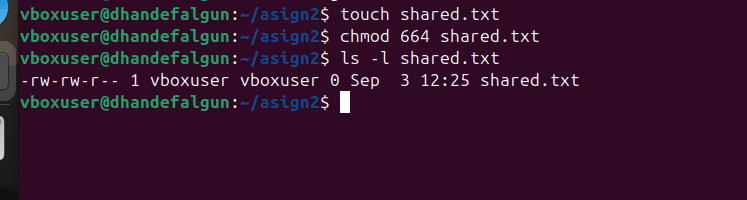 vboxuser@dhandefalgun:~/asign2$ touch shared.txt
vboxuser@dhandefalgun:~/asign2$ chmod 664 shared.txt
vboxuser@dhandefalgun:~/asign2$ ls -l shared.txt
-rw-rw-r-- 1 vboxuser vboxuser 0 Sep  3 12:25 shared.txt
vboxuser@dhandefalgun:~/asign2$